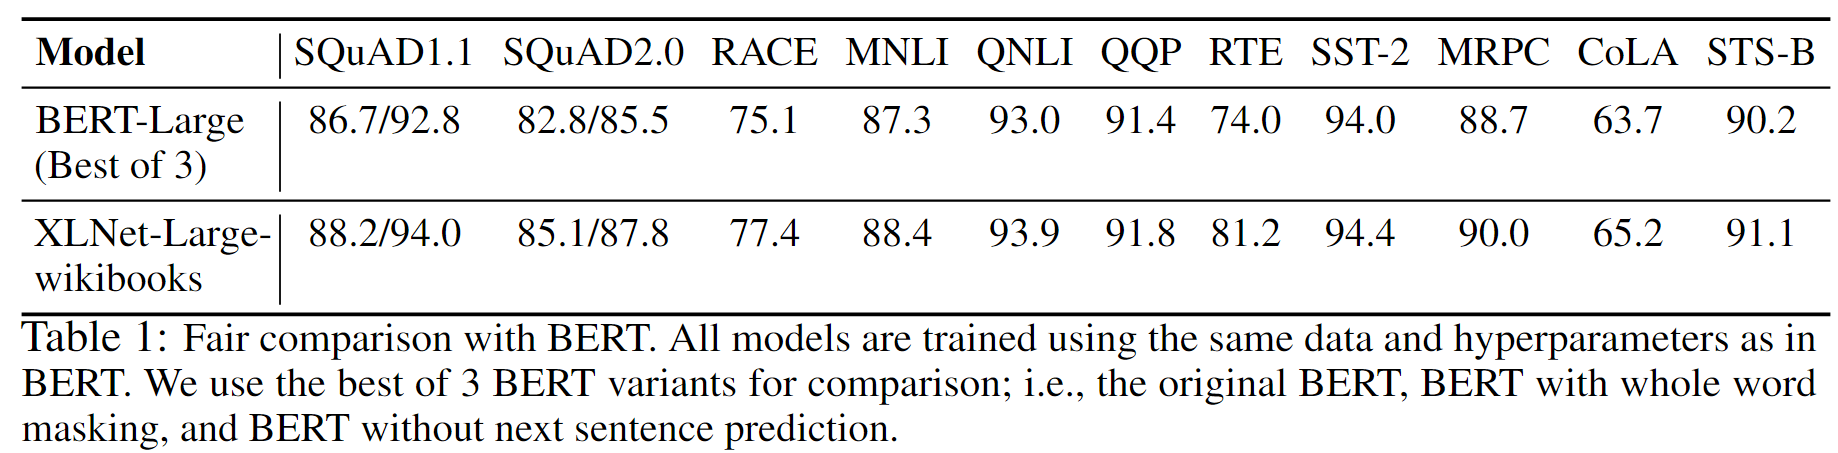 Model SQuAD1.1 SQuAD2.0 RACE MNLI QNLI QQP RTE SST-2 MRPC CoLA STS-B
BERT-Large 86.7/92.8 82.8/85.5 75.1 87.3 93.0 91.4 74.0 94.0 88.7 63.7 90.2
(Best of 3)
XLNet-Large- 88.2/94.0 85.1/87.8 77.4 88.4 93.9 91.8 81.2 94.4 90.0 65.2 91.1
wikibooks
Table 1: Fair comparison with BERT. All models are trained using the same data and hyperparameters as in
BERT. We use the best of 3 BERT variants for comparison; i.e., the original BERT, BERT with whole word
masking, and BERT without next sentence prediction.